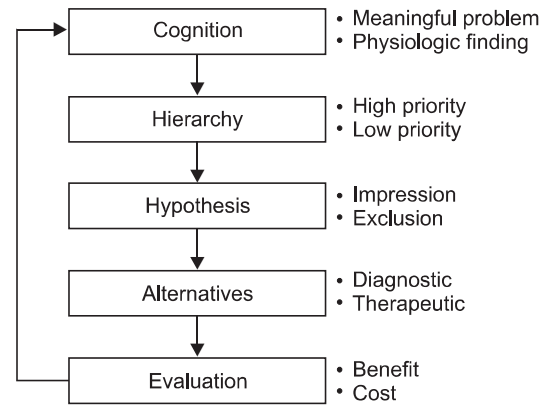 Cognition
• Meaningful problem
• Physiologic finding
Hierarchy
• High priority
• Low priority
Hypothesis
• Impression
• Exclusion
Alternatives
• Diagnostic
• Therapeutic
Evaluation
• Benefit
• Cost